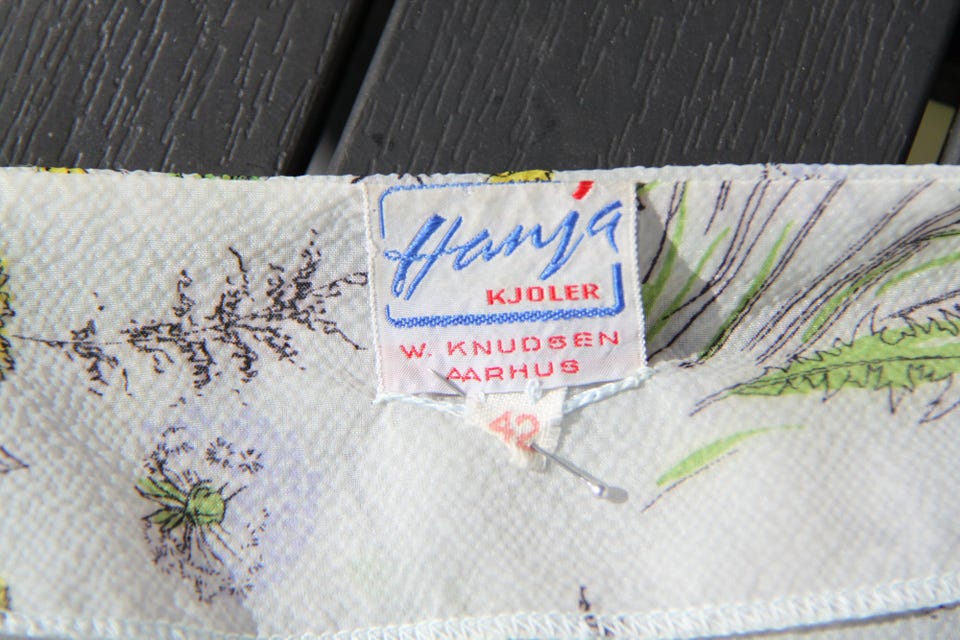 Hanja
KJOLER
W. KNUDSEN
AARHUS
42